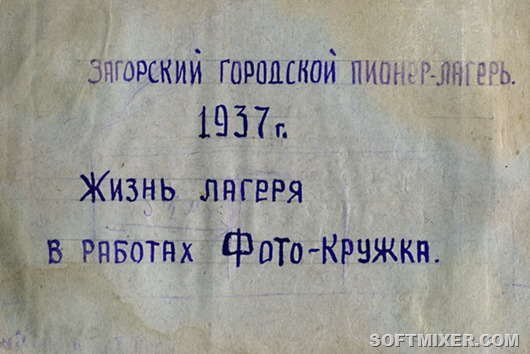 Загорский городской пионер-лагерь.
1937г.
Жизнь лагеря
в работах Фото-Кружка.
SOFTMIXER.COM